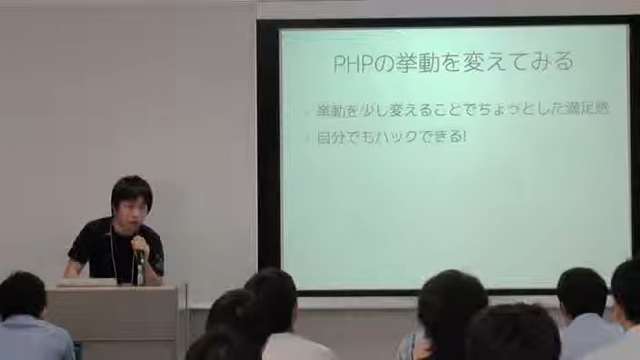 PHPの挙動を変えてみる
挙動を少し変えることでちょっとした満足感
自分でもハックできる!